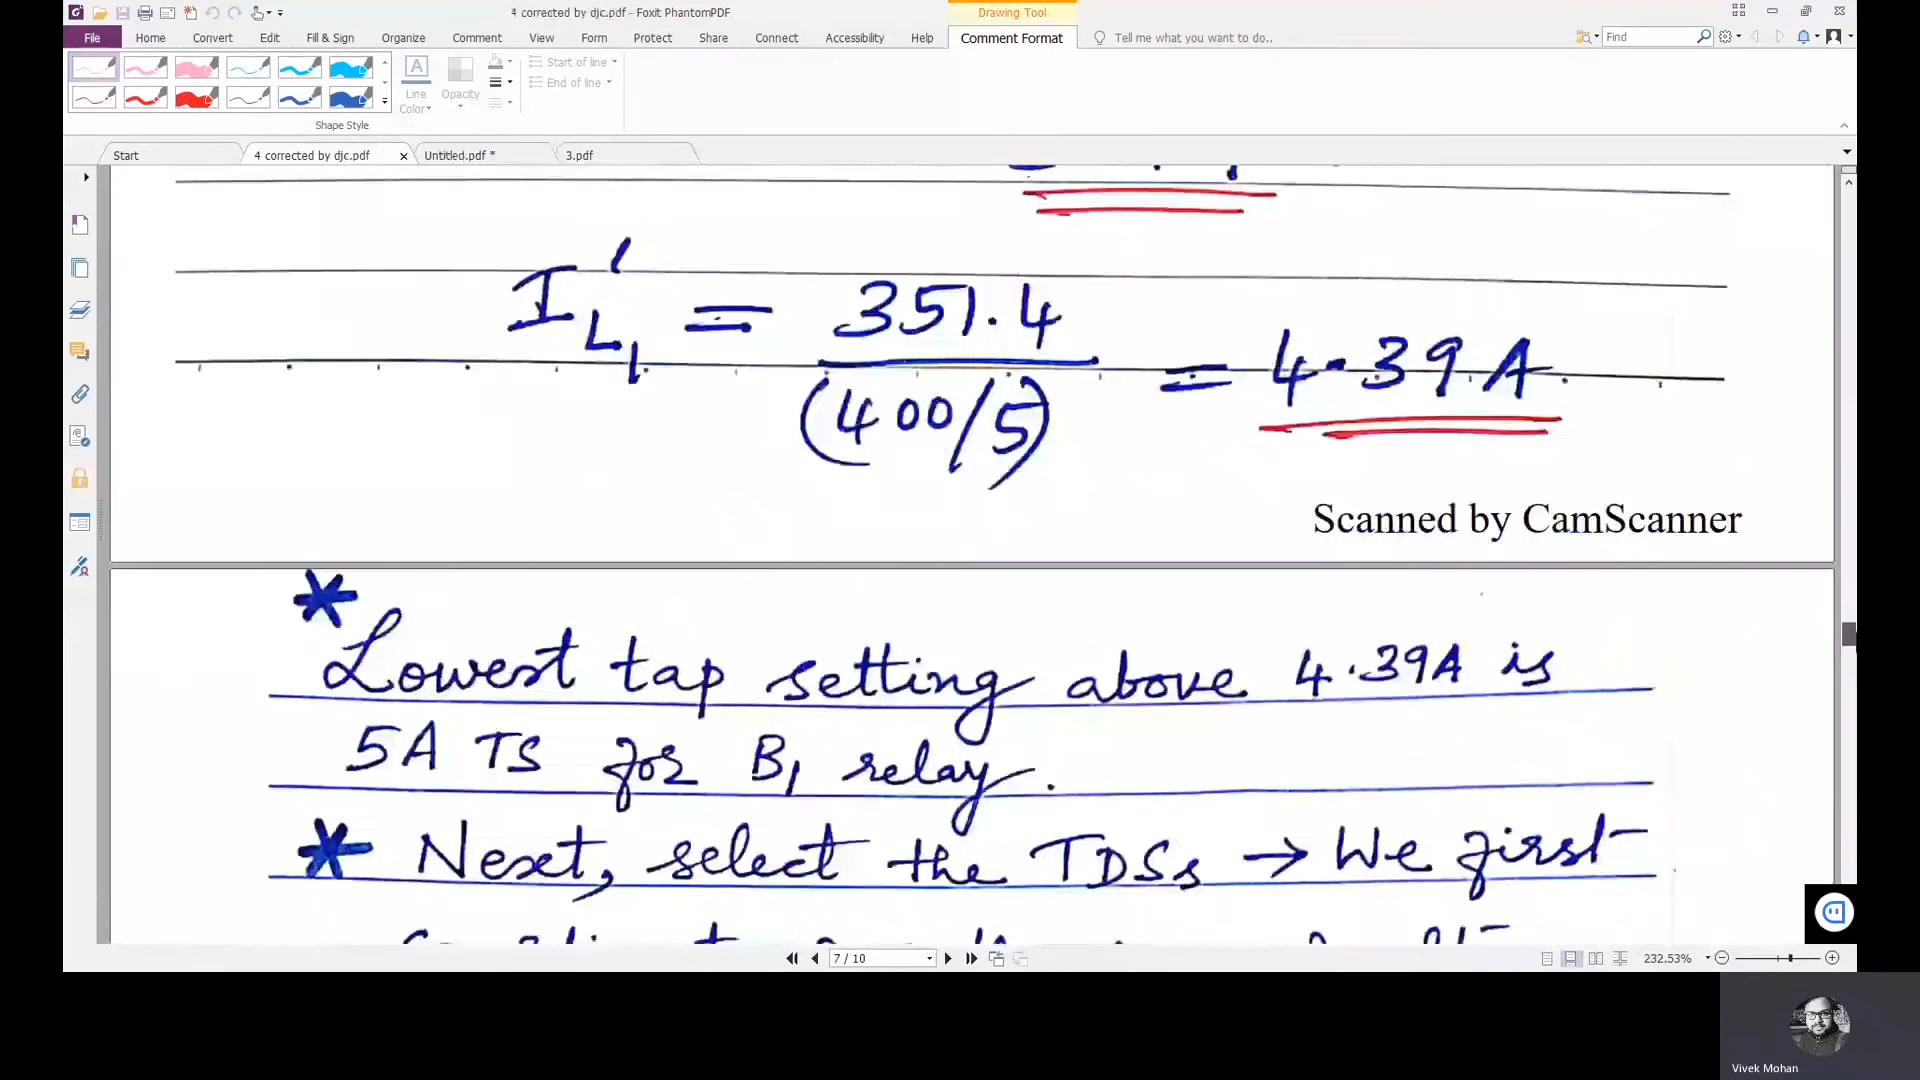 4 corrected by djc.pdf - Foxit PhantomPDF
Drawing Tool
File Home Convert Edit Fill & Sign Organize Comment View Form Protect Share Connect Accessibility Help Comment Format Tell me what you want to do.. Find
Start of line
End of line
Line Color
Opacity
Shape Style
Start 4 corrected by djc.pdf Untitled.pdf * 3.pdf
I'L1 = 351.4 / (400/5) = 4.39 A
Scanned by CamScanner
* Lowest tap setting above 4.39A is
5A TS for B1 relay.
* Next, select the TDSs → We first
7 / 10
232.53%
Vivek Mohan